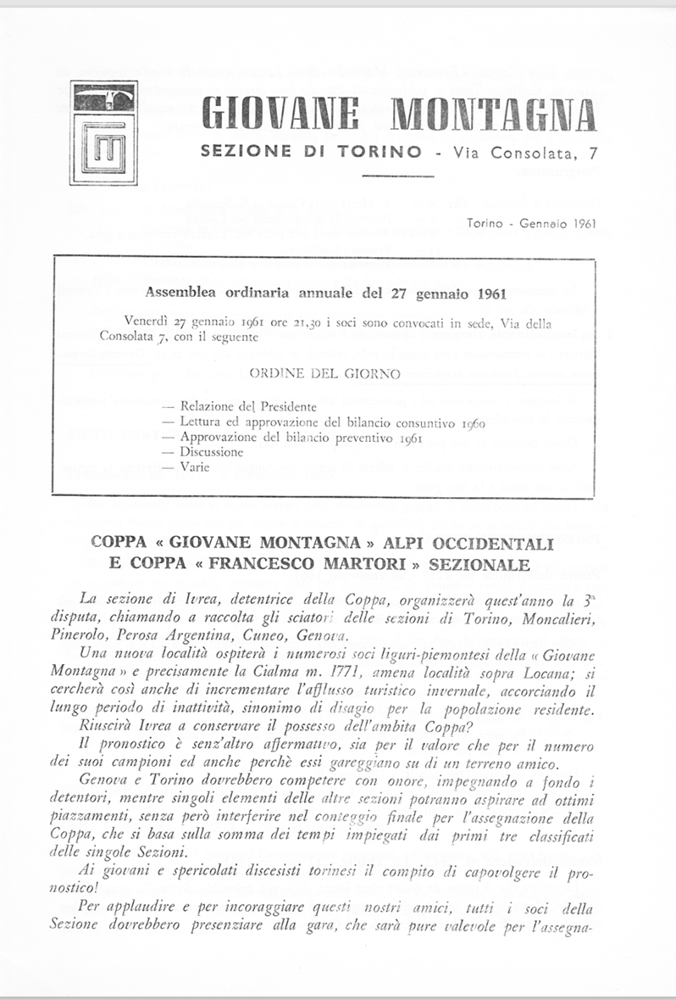 GIOVANE MONTAGNA
SEZIONE DI TORINO - Via Consolata, 7
Torino - Gennaio 1961
Assemblea ordinaria annuale del 27 gennaio 1961
Venerdì 27 gennaio 1961 ore 21,30 i soci sono convocati in sede, Via della
Consolata 7, con il seguente
ORDINE DEL GIORNO
— Relazione del Presidente
— Lettura ed approvazione del bilancio consuntivo 1960
— Approvazione del bilancio preventivo 1961
— Discussione
— Varie
COPPA « GIOVANE MONTAGNA » ALPI OCCIDENTALI
E COPPA « FRANCESCO MARTORI » SEZIONALE
La sezione di Ivrea, detentrice della Coppa, organizzerà quest'anno la 3ª
disputa, chiamando a raccolta gli sciatori delle sezioni di Torino, Moncalieri,
Pinerolo, Perosa Argentina, Cuneo, Genova.
Una nuova località ospiterà i numerosi soci liguri-piemontesi della « Giovane
Montagna » e precisamente la Cialma m. 1771, amena località sopra Locana; si
cercherà così anche di incrementare l'afflusso turistico invernale, accorciando il
lungo periodo di inattività, sinonimo di disagio per la popolazione residente.
Riuscirà Ivrea a conservare il possesso dell'ambita Coppa?
Il pronostico è senz'altro affermativo, sia per il valore che per il numero
dei suoi campioni ed anche perchè essi gareggiano su di un terreno amico.
Genova e Torino dovrebbero competere con onore, impegnando a fondo i
detentori, mentre singoli elementi delle altre sezioni potranno aspirare ad ottimi
piazzamenti, senza però interferire nel conteggio finale per l'assegnazione della
Coppa, che si basa sulla somma dei tempi impiegati dai primi tre classificati
delle singole Sezioni.
Ai giovani e spericolati discesisti torinesi il compito di capovolgere il pro-
nostico!
Per applaudire e per incoraggiare questi nostri amici, tutti i soci della
Sezione dovrebbero presenziare alla gara, che sarà pure valevole per l'assegna-